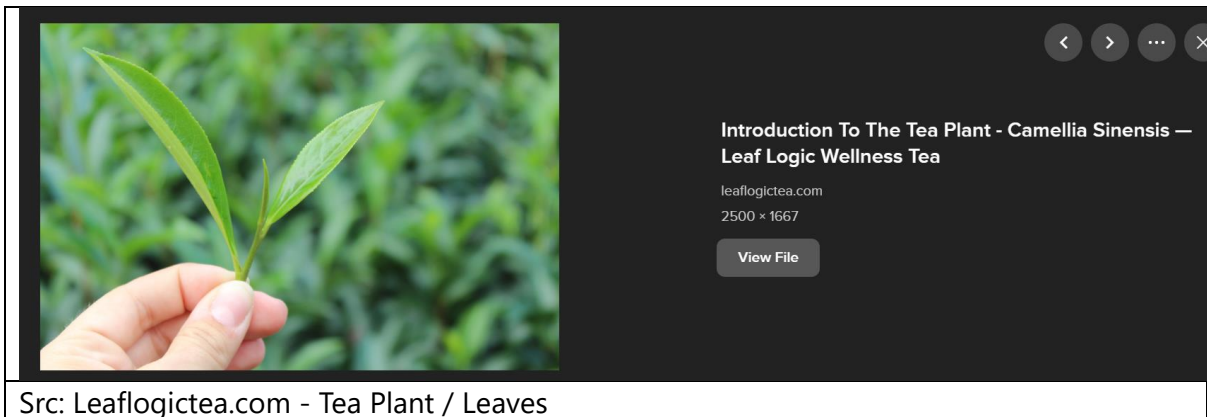 Introduction To The Tea Plant - Camellia Sinensis —
Leaf Logic Wellness Tea
leaflogictea.com
2500 × 1667
View File
Src: Leaflogictea.com - Tea Plant / Leaves